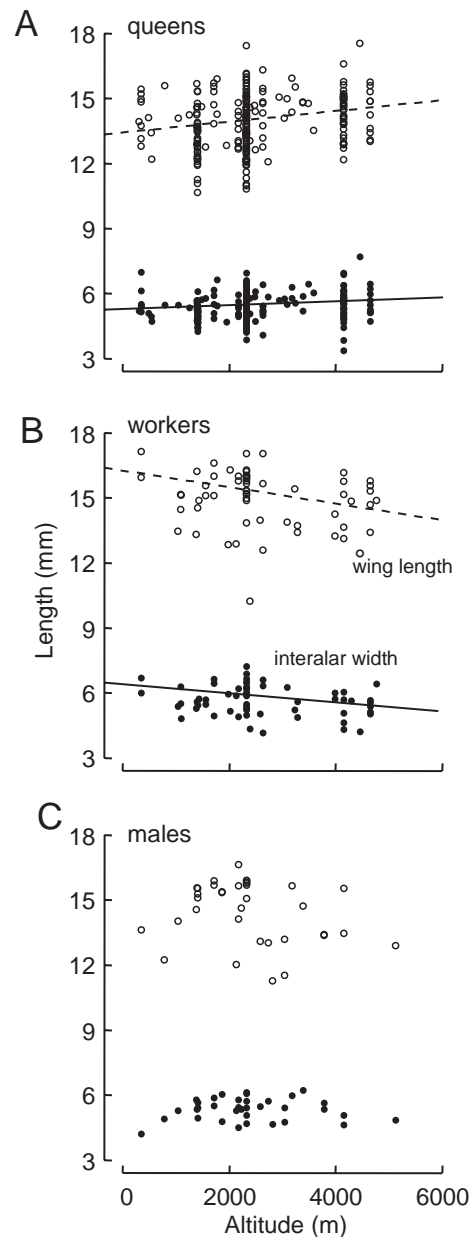 A
queens
18
15
12
9
6
3
B
workers
18
15
12
wing length
9
interalar width
6
3
Length (mm)
C
males
18
15
12
9
6
3
0 2000 4000 6000
Altitude (m)